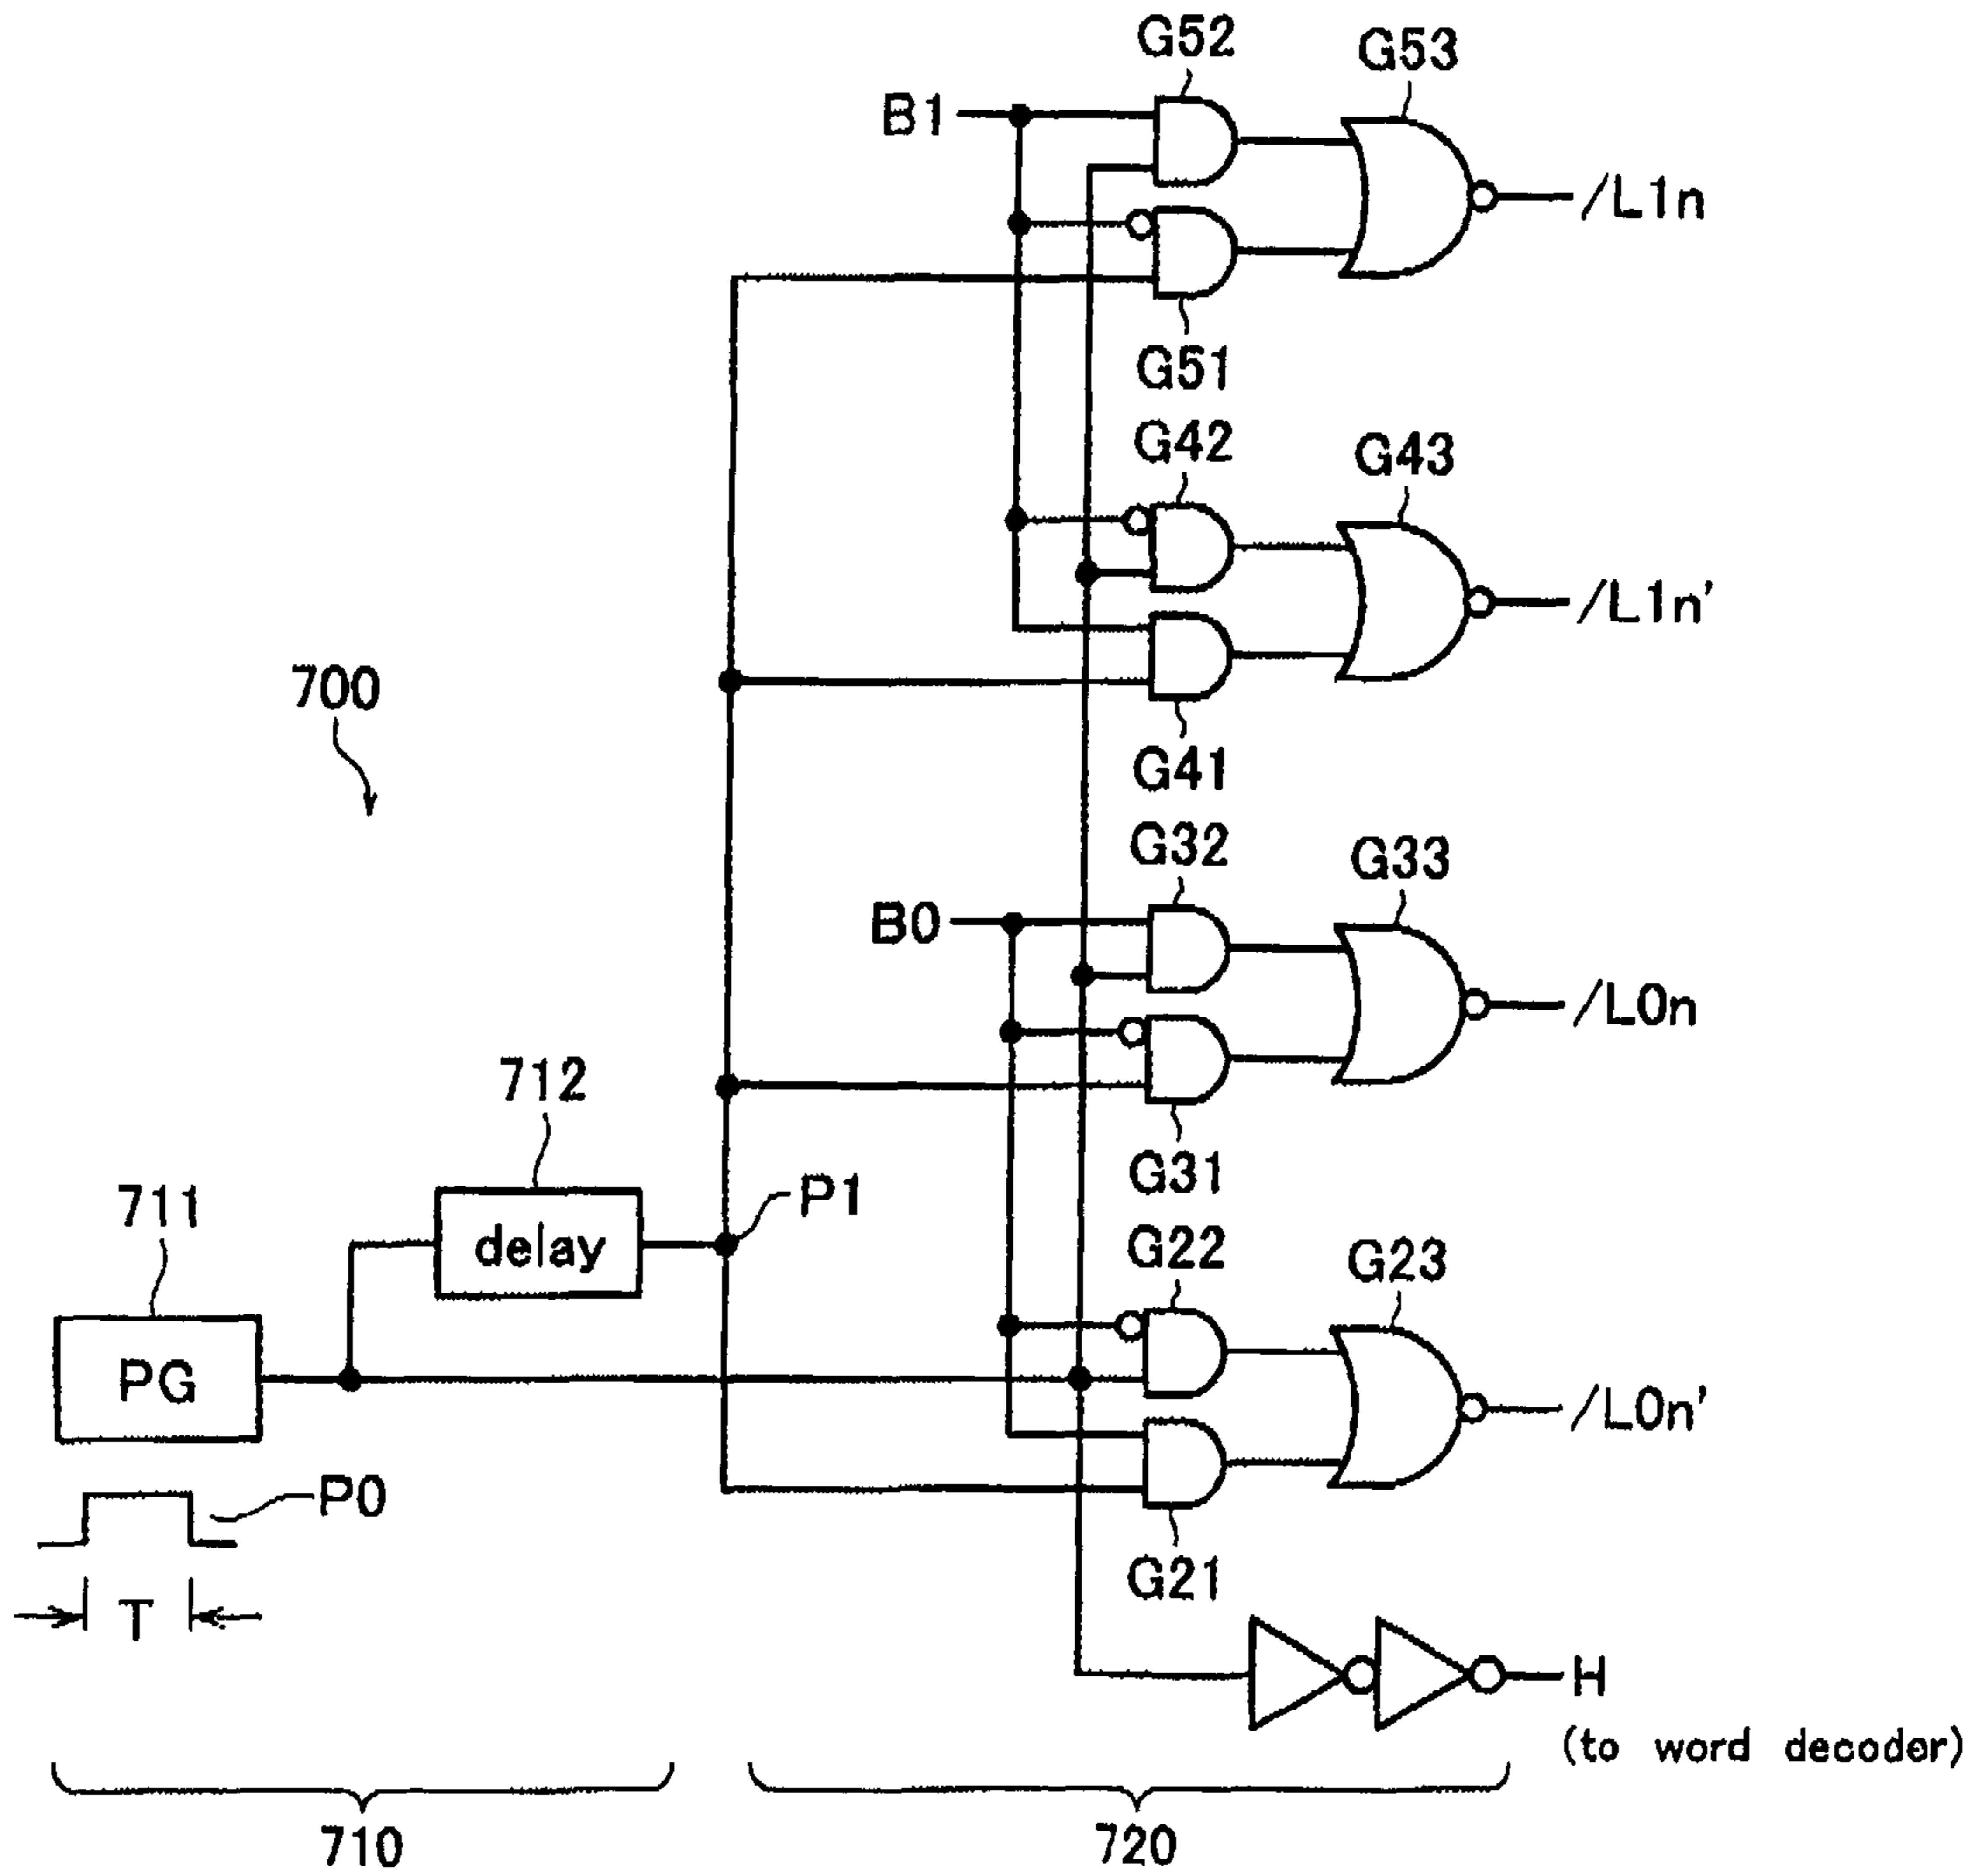 G52
G53
B1
/L1n
G51
G42
G43
/L1n'
700
G41
G32
G33
B0
/L0n
712
G31
711
P1
delay
G22
G23
PG
/L0n'
P0
G21
T
H
(to word decoder)
710
720